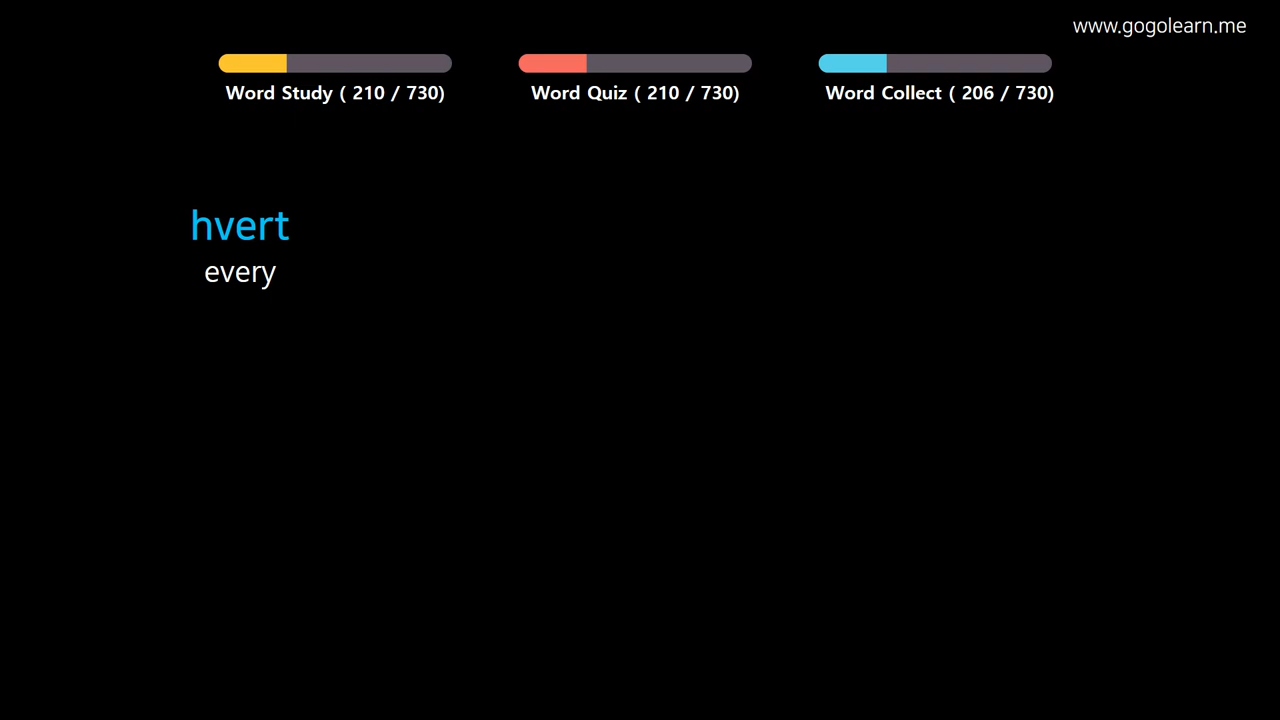 www.gogolearn.me
Word Study ( 210 / 730)
Word Quiz ( 210 / 730)
Word Collect ( 206 / 730)
hvert
every